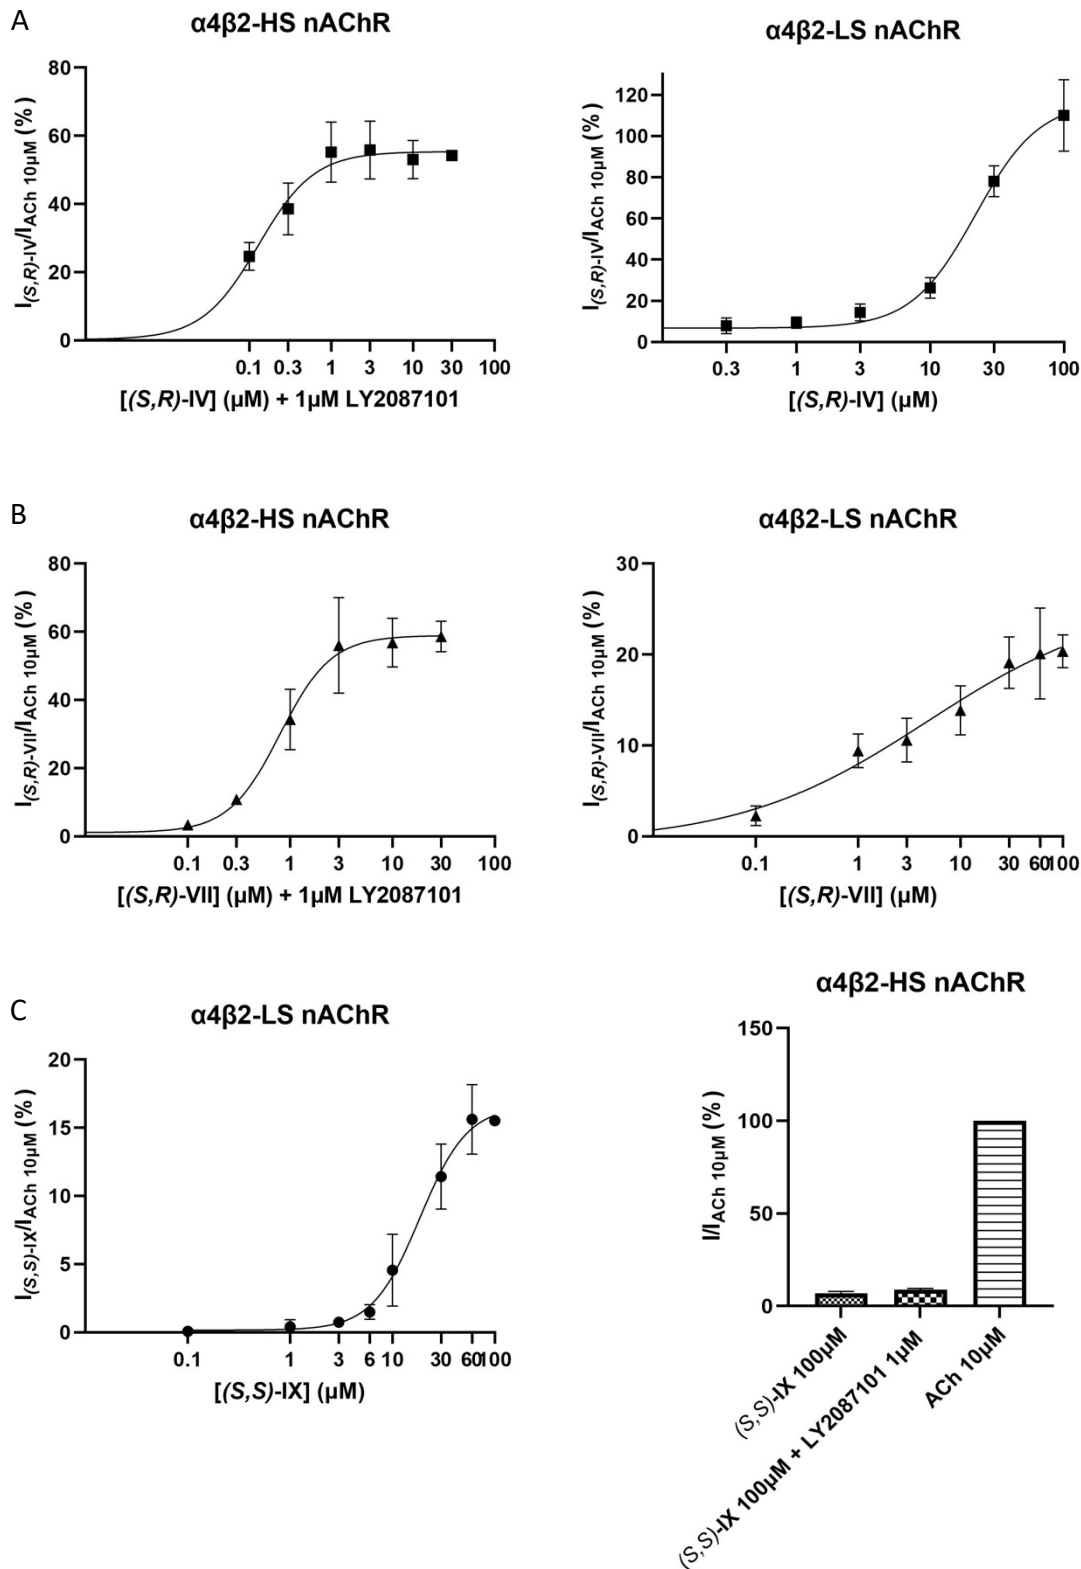 A
α4β2-HS nAChR
I(S,R)-IV/IACh 10µM (%)
80
60
40
20
0
0.1 0.3 1 3 10 30 100
[(S,R)-IV] (µM) + 1µM LY2087101
α4β2-LS nAChR
I(S,R)-IV/IACh 10µM (%)
120
100
80
60
40
20
0
0.3 1 3 10 30 100
[(S,R)-IV] (µM)
B
α4β2-HS nAChR
I(S,R)-VII/IACh 10µM (%)
80
60
40
20
0
0.1 0.3 1 3 10 30 100
[(S,R)-VII] (µM) + 1µM LY2087101
α4β2-LS nAChR
I(S,R)-VII/IACh 10µM (%)
30
20
10
0
0.1 1 3 10 30 60 100
[(S,R)-VII] (µM)
C
α4β2-LS nAChR
I(S,S)-IX/IACh 10µM (%)
20
15
10
5
0
0.1 1 3 6 10 30 60 100
[(S,S)-IX] (µM)
α4β2-HS nAChR
I/IACh 10µM (%)
150
100
50
0
(S,S)-IX 100µM
(S,S)-IX 100µM + LY2087101 1µM
ACh 10µM